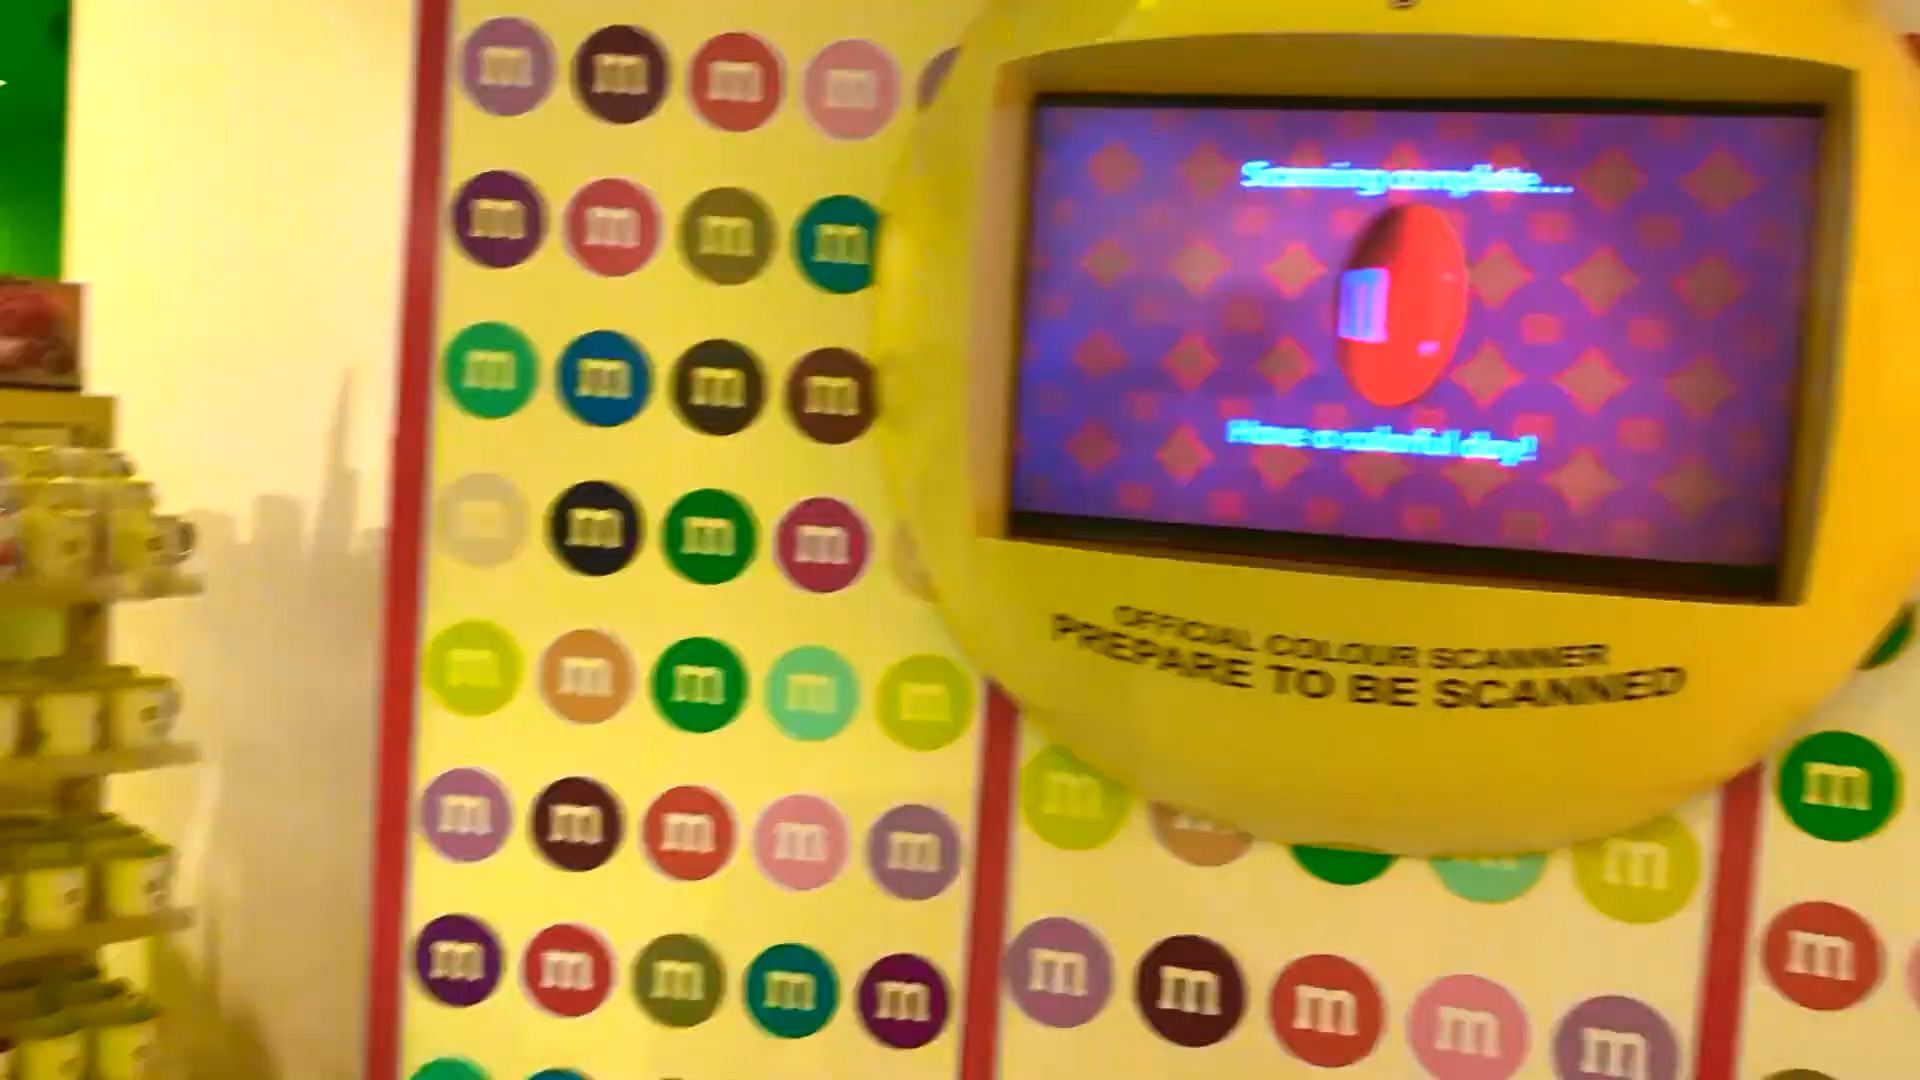 Scanning complete....
Have a colorful day!
OFFICIAL COLOUR SCANNER
PREPARE TO BE SCANNED
m m m m
m m m m
m m m m
m m m m
m m m m m
m m m m m
m m m m m
m
m
m m m m m
m